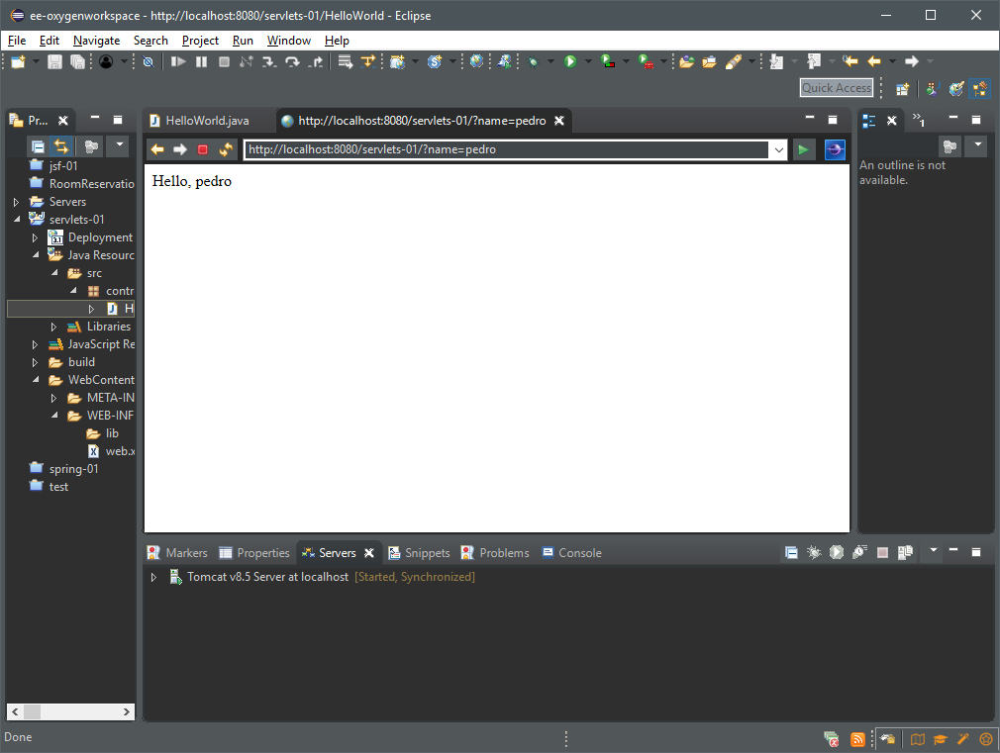 ee-oxygenworkspace - http://localhost:8080/servlets-01/HelloWorld - Eclipse
File Edit Navigate Search Project Run Window Help
Quick Access
Pr...
HelloWorld.java
http://localhost:8080/servlets-01/?name=pedro
1
http://localhost:8080/servlets-01/?name=pedro
Hello, pedro
An outline is not
available.
jsf-01
RoomReservatio
Servers
servlets-01
Deployment
Java Resourc
src
contr
H
Libraries
JavaScript Re
build
WebContent
META-IN
WEB-INF
lib
web.x
spring-01
test
Markers Properties Servers Snippets Problems Console
Tomcat v8.5 Server at localhost [Started, Synchronized]
Done